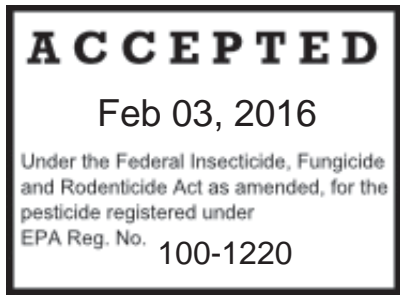 ACCEPTED
Feb 03, 2016
Under the Federal Insecticide, Fungicide
and Rodenticide Act as amended, for the
pesticide registered under
EPA Reg. No. 100-1220